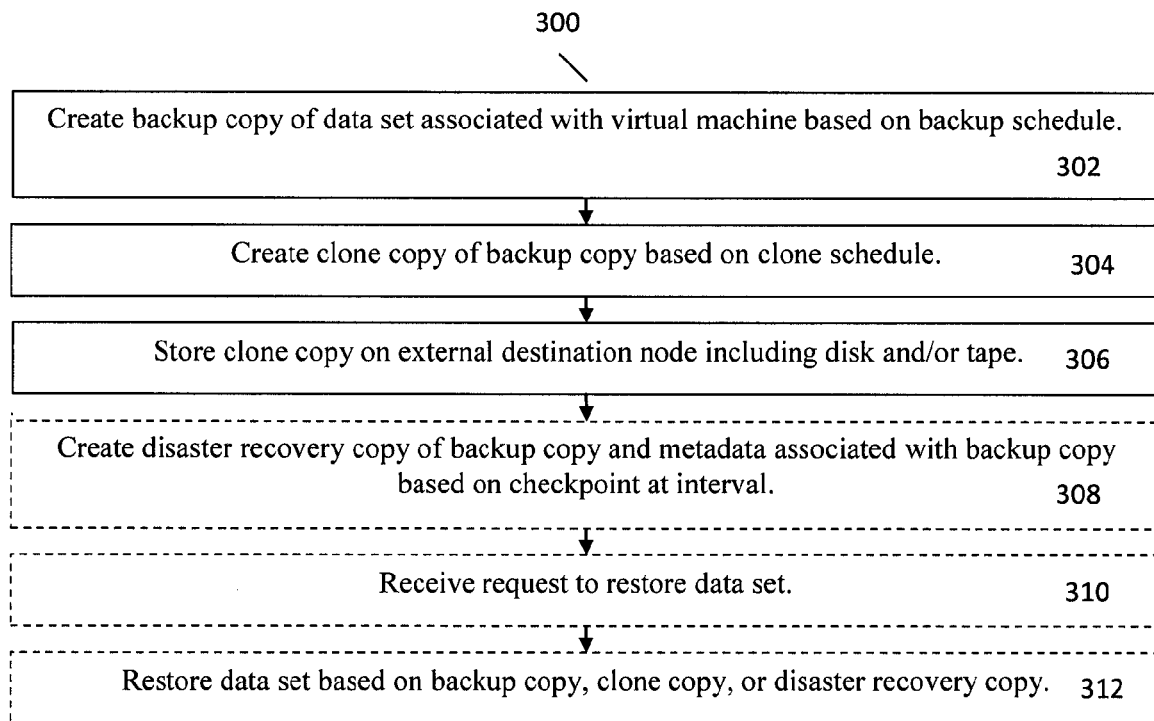 300
Create backup copy of data set associated with virtual machine based on backup schedule.
302
Create clone copy of backup copy based on clone schedule. 304
Store clone copy on external destination node including disk and/or tape. 306
Create disaster recovery copy of backup copy and metadata associated with backup copy
based on checkpoint at interval.
308
Receive request to restore data set. 310
Restore data set based on backup copy, clone copy, or disaster recovery copy. 312